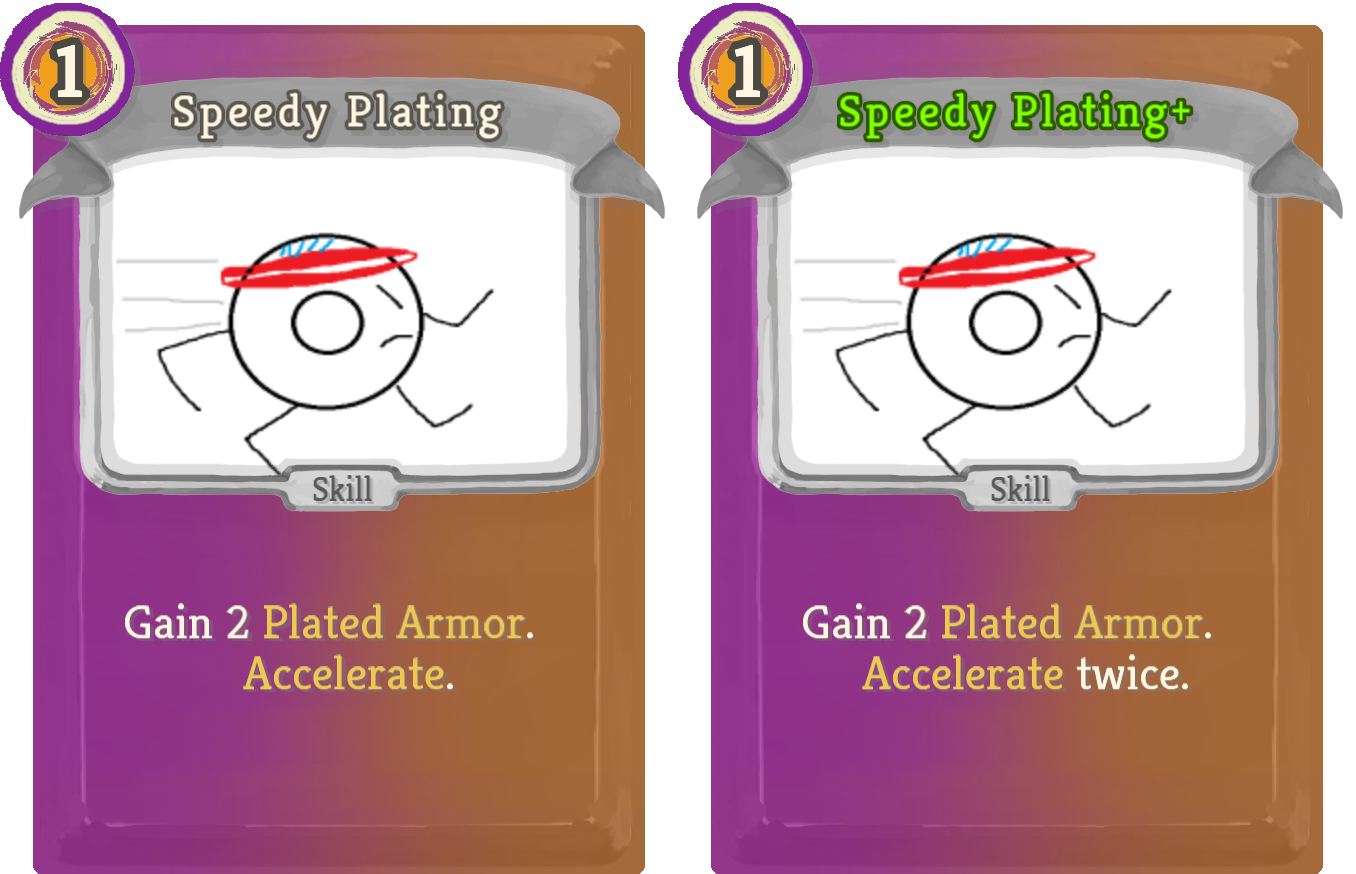 1
Speedy Plating
Skill
Gain 2 Plated Armor.
Accelerate.
1
Speedy Plating+
Skill
Gain 2 Plated Armor.
Accelerate twice.